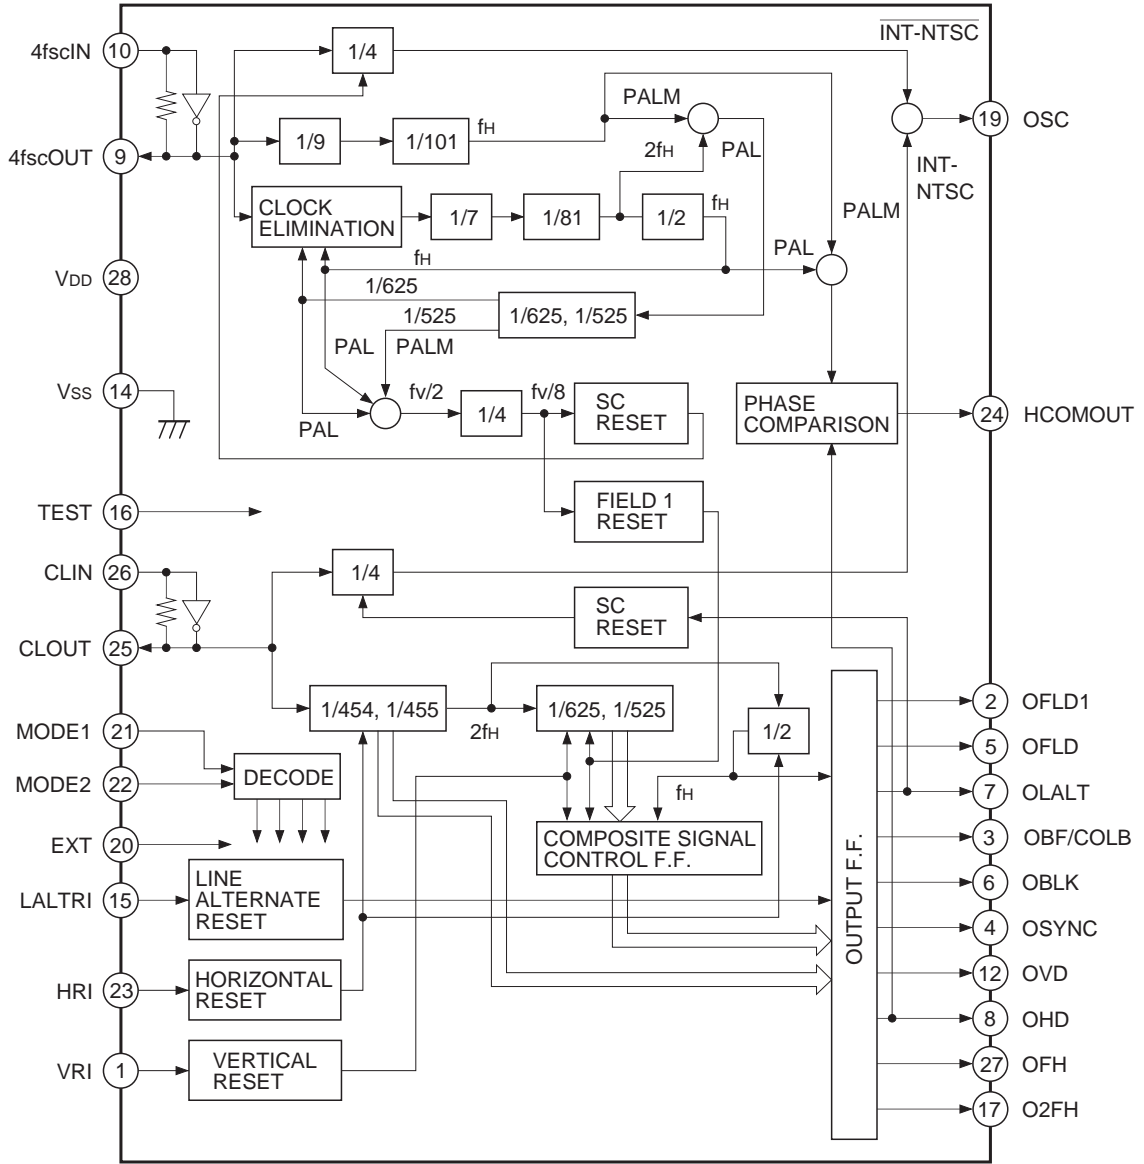 INT-NTSC
4fscIN
10
1/4
PALM
19
OSC
1/9
1/101
fH
4fscOUT
9
2fH
PAL
INT-
NTSC
CLOCK
ELIMINATION
1/7
1/81
1/2
fH
PALM
PAL
fH
VDD
28
1/625
1/525
1/625, 1/525
PAL
PALM
VSS
14
fv/2
1/4
fv/8
SC
RESET
PHASE
COMPARISON
24
HCOMOUT
PAL
TEST
16
FIELD 1
RESET
CLIN
26
1/4
SC
RESET
CLOUT
25
1/454, 1/455
2fH
1/625, 1/525
1/2
2
OFLD1
MODE1
21
5
OFLD
MODE2
22
DECODE
fH
7
OLALT
EXT
20
COMPOSITE SIGNAL
CONTROL F.F.
3
OBF/COLB
LALTRI
15
LINE
ALTERNATE
RESET
OUTPUT F.F.
6
OBLK
4
OSYNC
HRI
23
HORIZONTAL
RESET
12
OVD
8
OHD
VRI
1
VERTICAL
RESET
27
OFH
17
O2FH